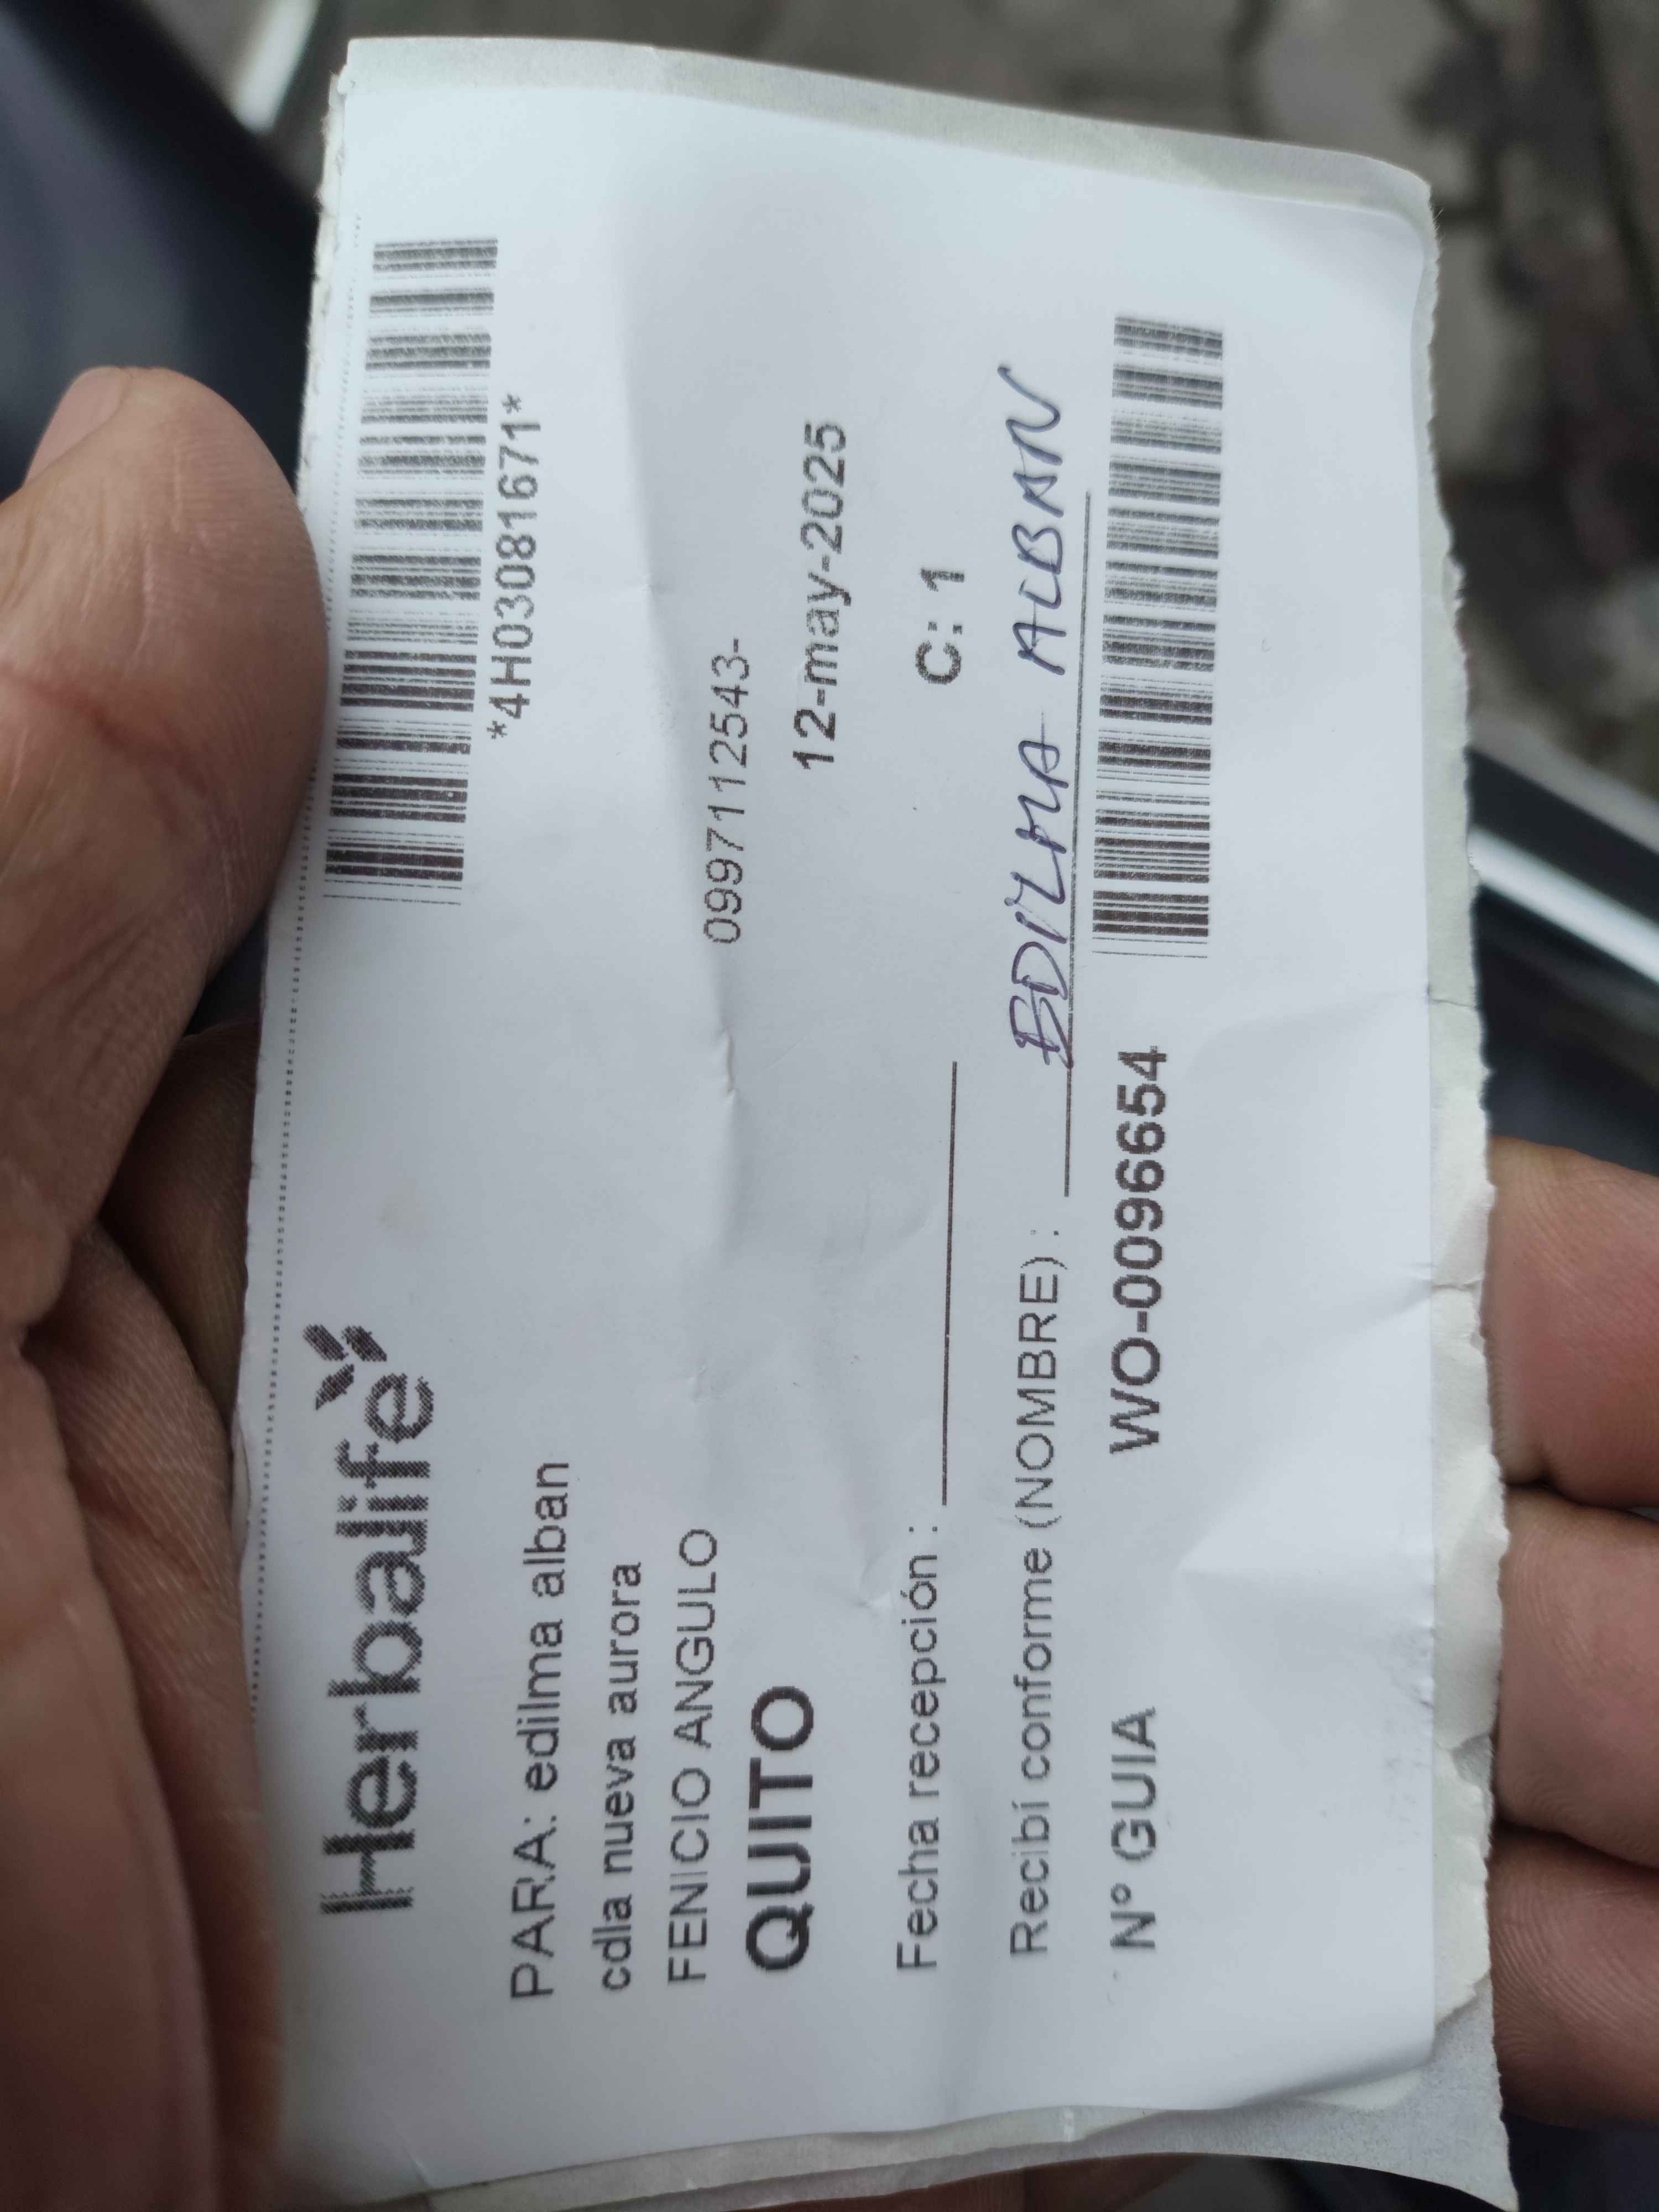 Herbalife
*4H03081671*
PARA: edilma alban
cdla nueva aurora
FENICIO ANGULO 0997112543-
QUITO 12-may-2025
Fecha recepción : C: 1
Recibí conforme (NOMBRE) : EDILMA ALBAN
N° GUIA WO-0096654